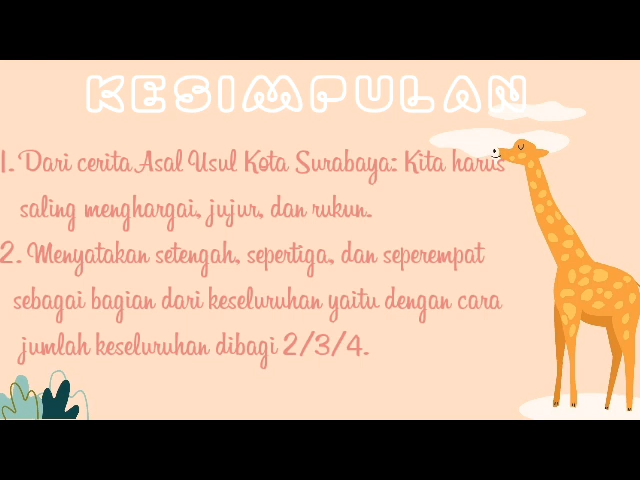 KESIMPULAN
1. Dari cerita Asal Usul Kota Surabaya: Kita harus
saling menghargai, jujur, dan rukun.
2. Menyatakan setengah, sepertiga, dan seperempat
sebagai bagian dari keseluruhan yaitu dengan cara
jumlah keseluruhan dibagi 2/3/4.